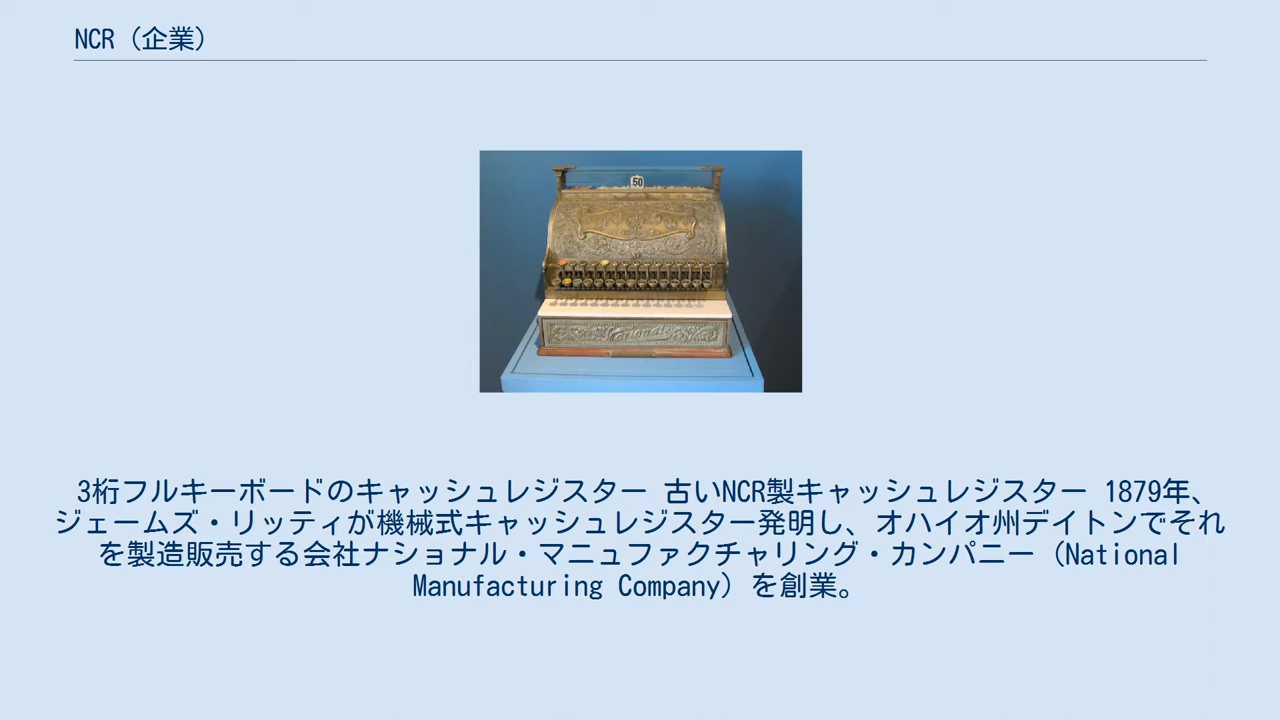 NCR（企業）
50
National
3桁フルキーボードのキャッシュレジスター 古いNCR製キャッシュレジスター 1879年、
ジェームズ・リッティが機械式キャッシュレジスター発明し、オハイオ州デイトンでそれ
を製造販売する会社ナショナル・マニュファクチャリング・カンパニー（National
Manufacturing Company）を創業。